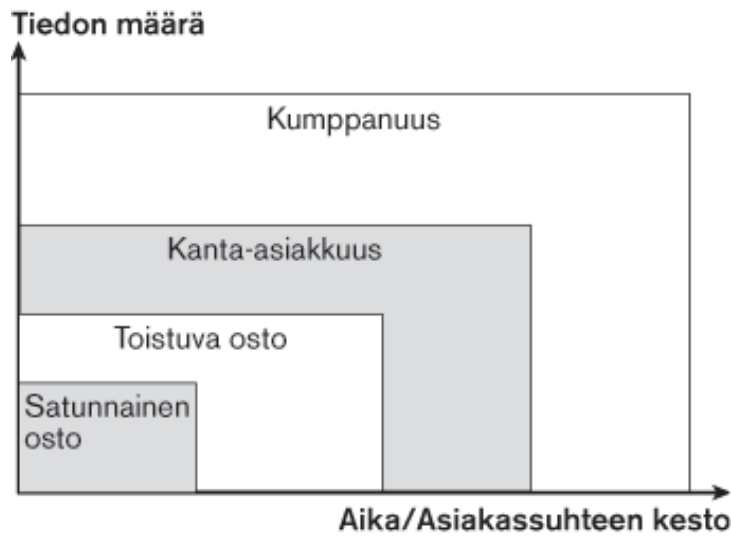 Tiedon määrä
Kumppanuus
Kanta-asiakkuus
Toistuva osto
Satunnainen
osto
Aika/Asiakassuhteen kesto